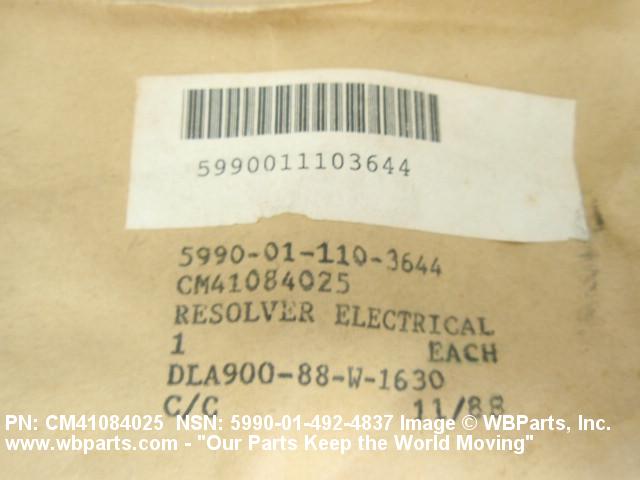 5990011103644
5990-01-110-3644
CM41084025
RESOLVER ELECTRICAL
1 EACH
DLA900-88-W-1630
C/C 11/88
PN: CM41084025 NSN: 5990-01-492-4837 Image © WBParts, Inc.
www.wbparts.com - "Our Parts Keep the World Moving"